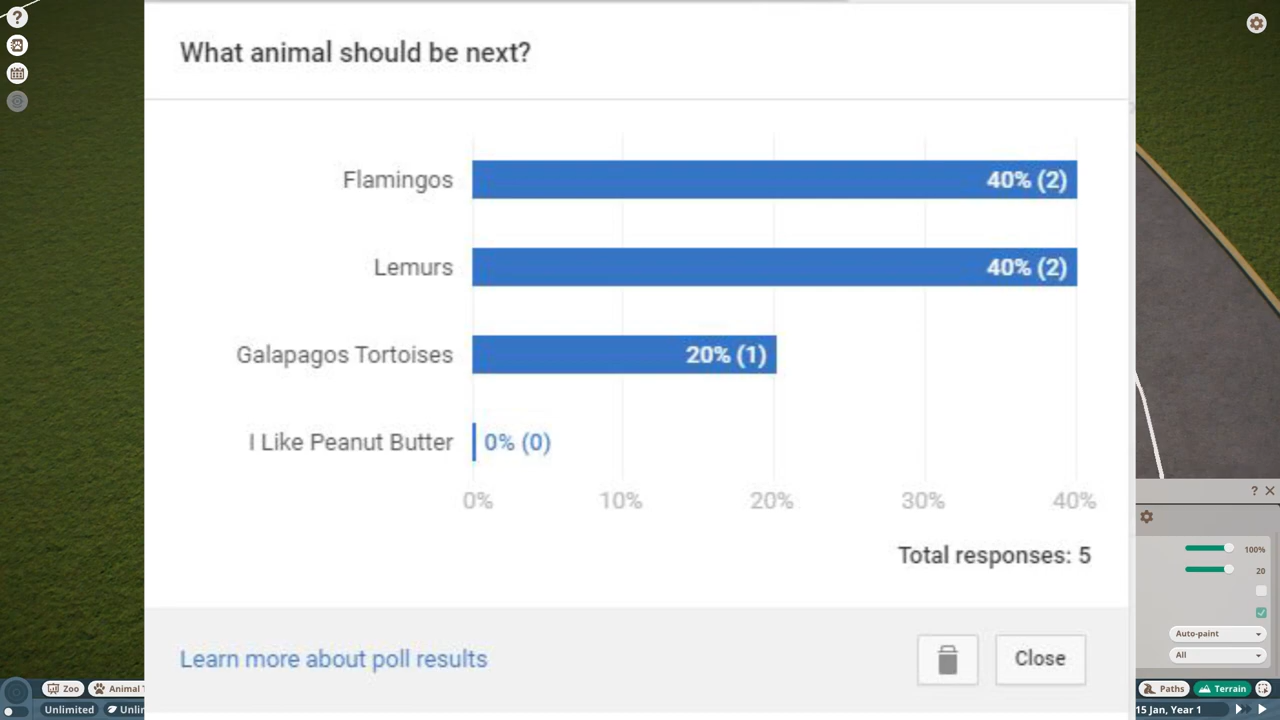 ?
What animal should be next?
Flamingos 40% (2)
Lemurs 40% (2)
Galapagos Tortoises 20% (1)
I Like Peanut Butter 0% (0)
0% 10% 20% 30% 40%
Total responses: 5
Learn more about poll results
Close
? ×
100%
20
Auto-paint
All
Zoo Animal
Paths Terrain
Unlimited
15 Jan, Year 1